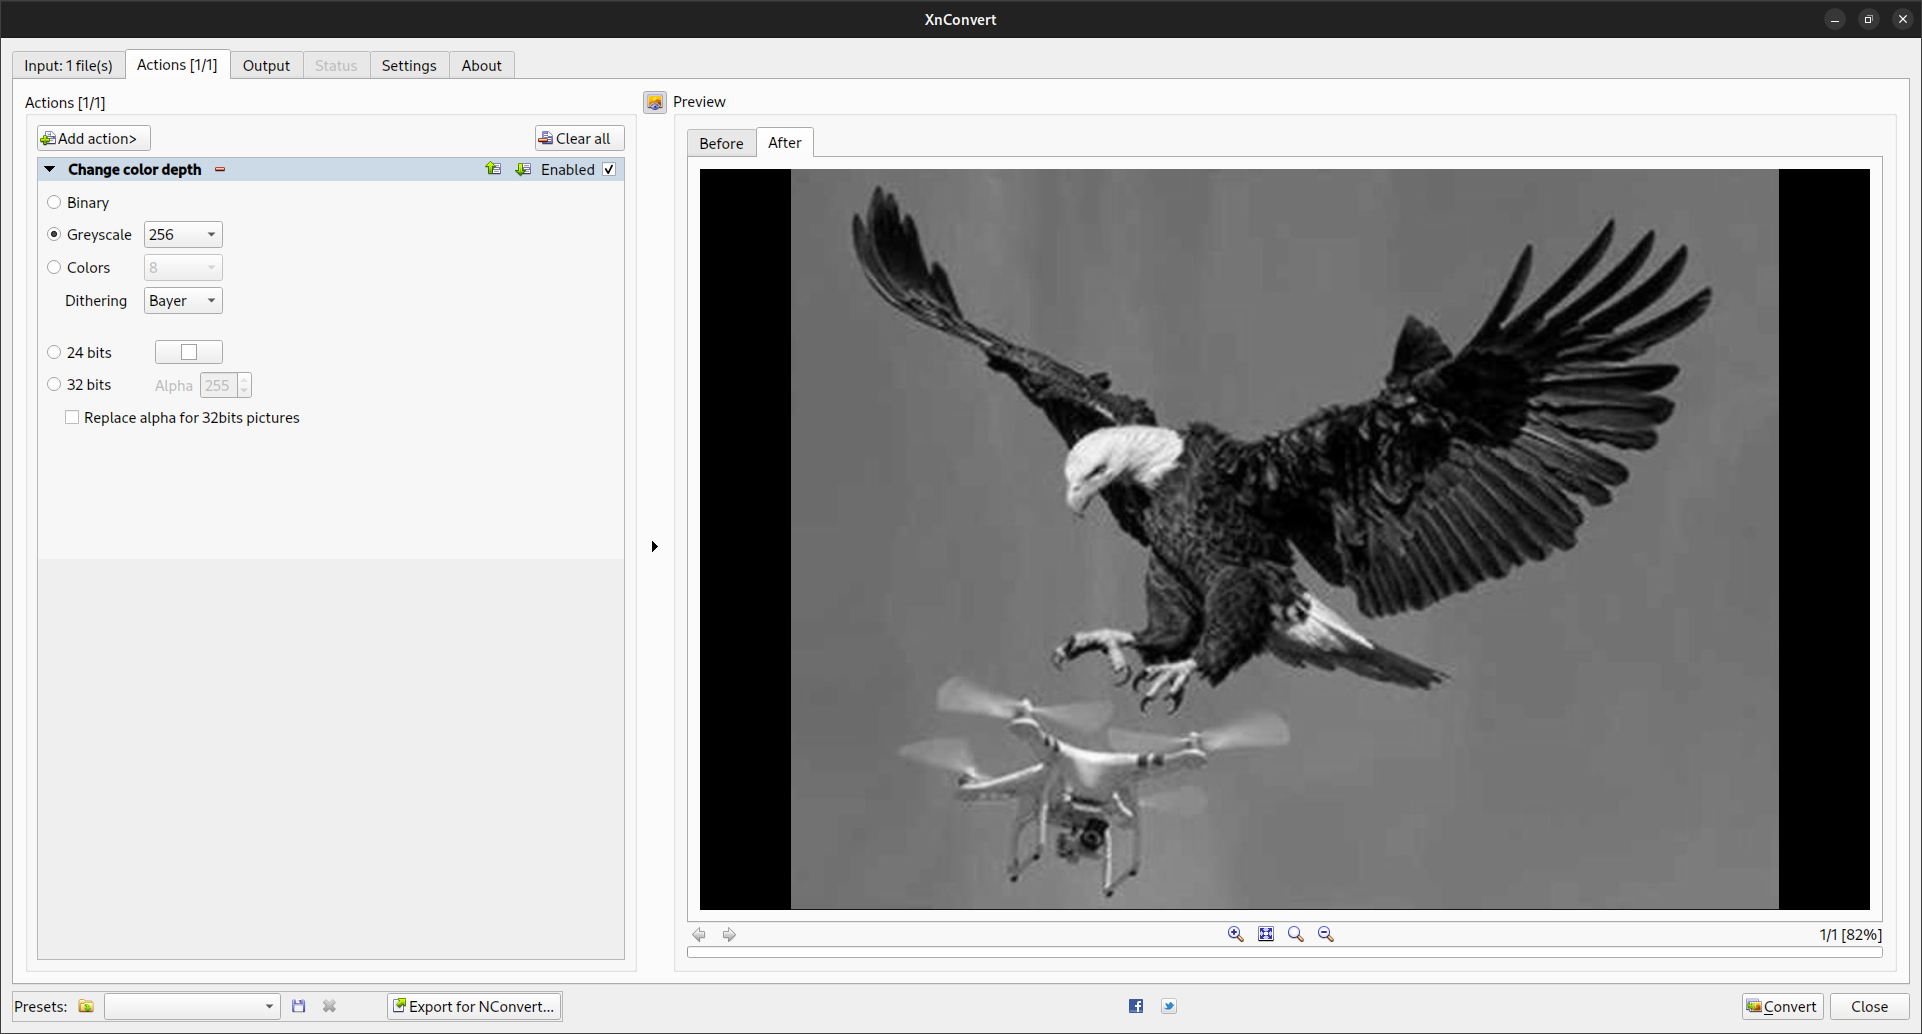 XnConvert
Input: 1 file(s)
Actions [1/1]
Output
Status
Settings
About
Actions [1/1]
Preview
Add action>
Clear all
Before
After
Change color depth
Enabled
Binary
Greyscale
256
Colors
8
Dithering
Bayer
24 bits
32 bits
Alpha
255
Replace alpha for 32bits pictures
1/1 [82%]
Presets:
Export for NConvert...
Convert
Close